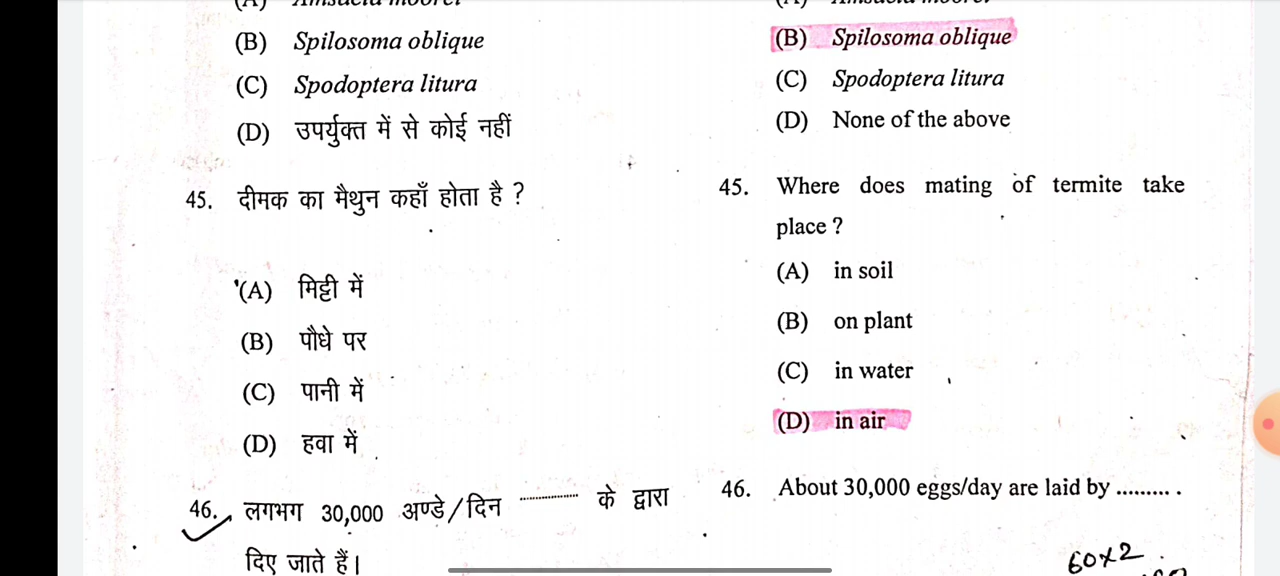 (B) Spilosoma oblique
(C) Spodoptera litura
(D) उपर्युक्त में से कोई नहीं
45. दीमक का मैथुन कहाँ होता है ?
(A) मिट्टी में
(B) पौधे पर
(C) पानी में
(D) हवा में
46. लगभग 30,000 अण्डे/दिन ............ के द्वारा
दिए जाते हैं।
(B) Spilosoma oblique
(C) Spodoptera litura
(D) None of the above
45. Where does mating of termite take
place ?
(A) in soil
(B) on plant
(C) in water
(D) in air
46. About 30,000 eggs/day are laid by ......... .
60x2